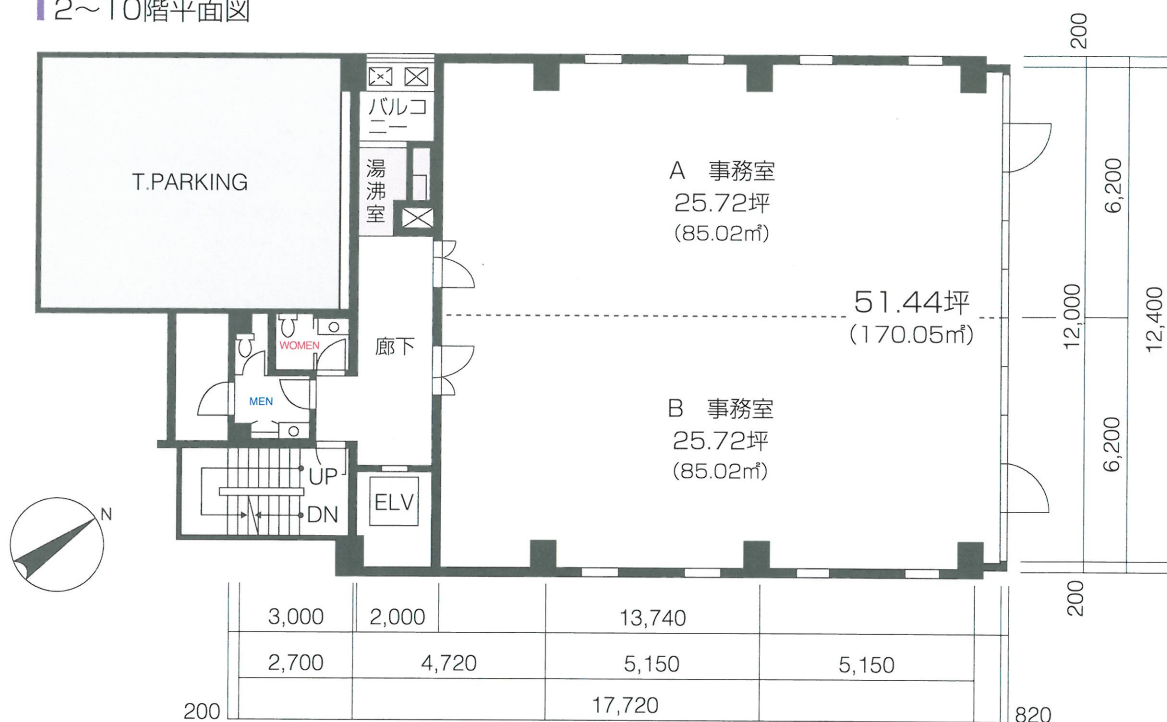 2〜10階平面図
T.PARKING
バルコ
ニー
湯
沸
室
A 事務室
25.72坪
(85.02㎡)
51.44坪
(170.05㎡)
WOMEN
MEN
廊下
B 事務室
25.72坪
(85.02㎡)
UP
DN
ELV
N
200
6,200
12,000
12,400
6,200
200
3,000
2,000
13,740
2,700
4,720
5,150
5,150
200
17,720
820